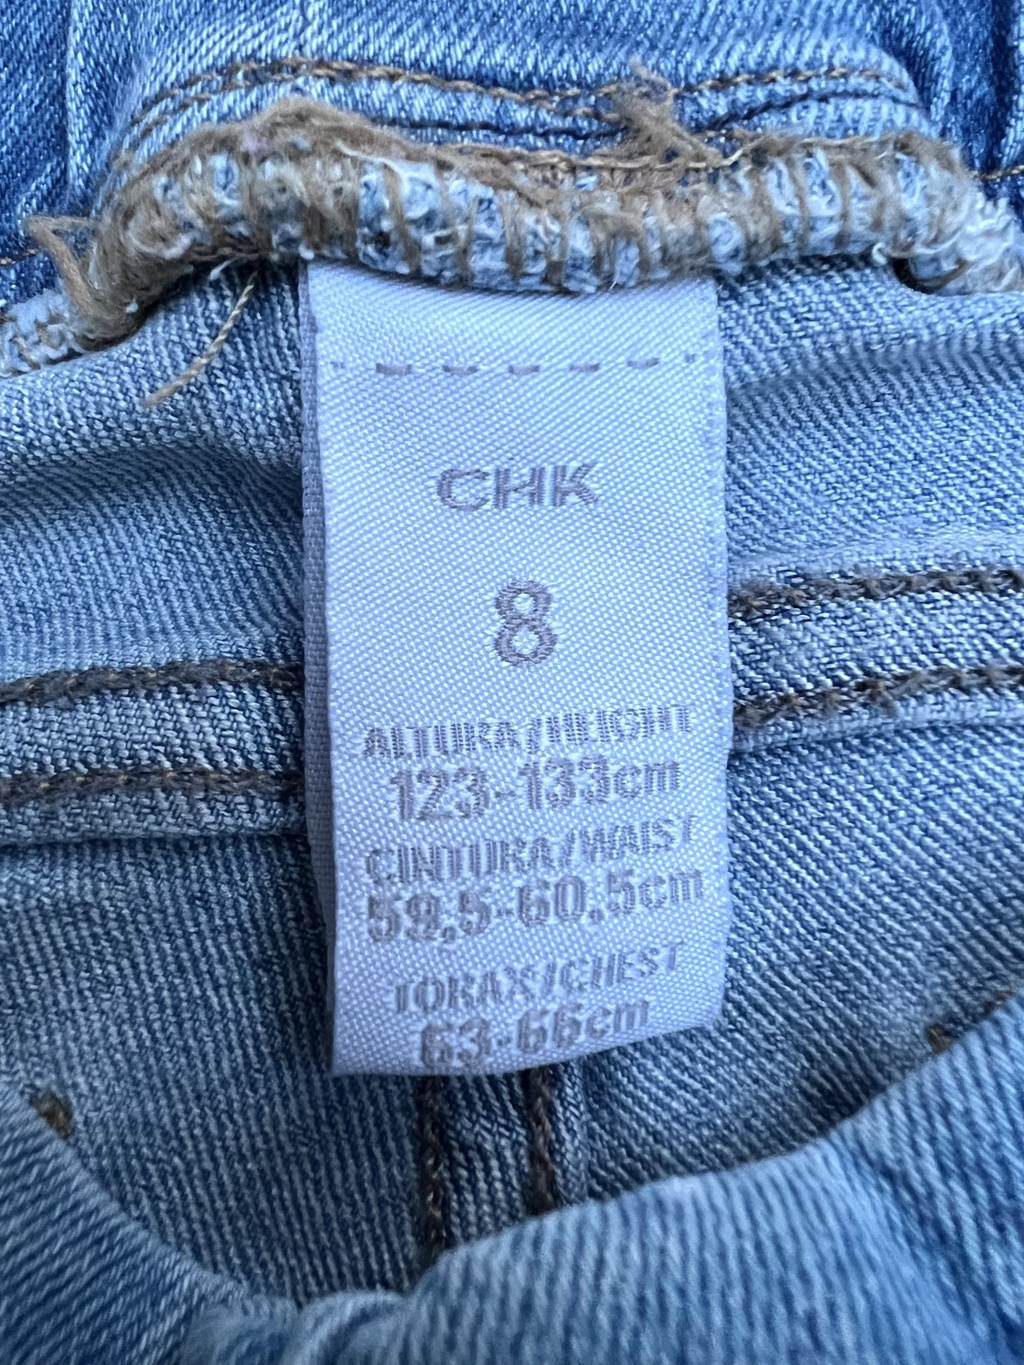 CHK
8
ALTURA/HEIGHT
123-133cm
CINTURA/WAIST
59,5-60,5cm
TORAX/CHEST
63-66cm